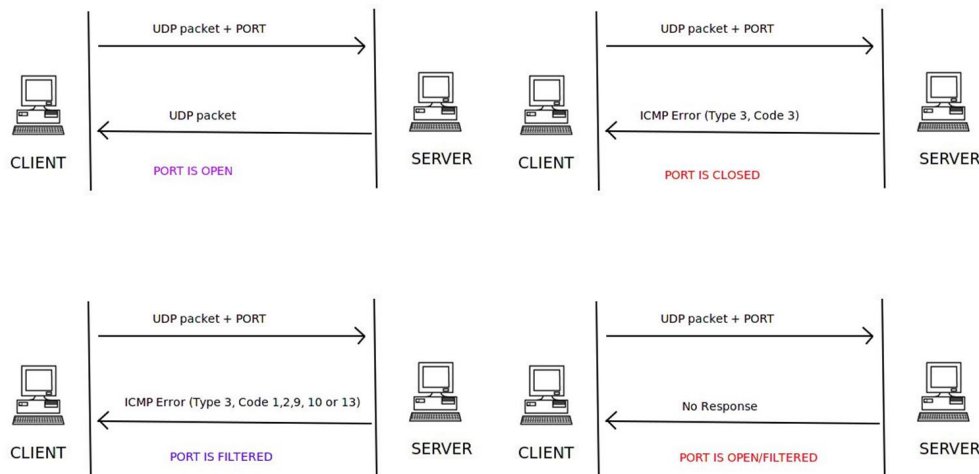 UDP packet + PORT
UDP packet
CLIENT
SERVER
PORT IS OPEN
UDP packet + PORT
ICMP Error (Type 3, Code 3)
CLIENT
SERVER
PORT IS CLOSED
UDP packet + PORT
ICMP Error (Type 3, Code 1,2,9, 10 or 13)
CLIENT
SERVER
PORT IS FILTERED
UDP packet + PORT
No Response
CLIENT
SERVER
PORT IS OPEN/FILTERED